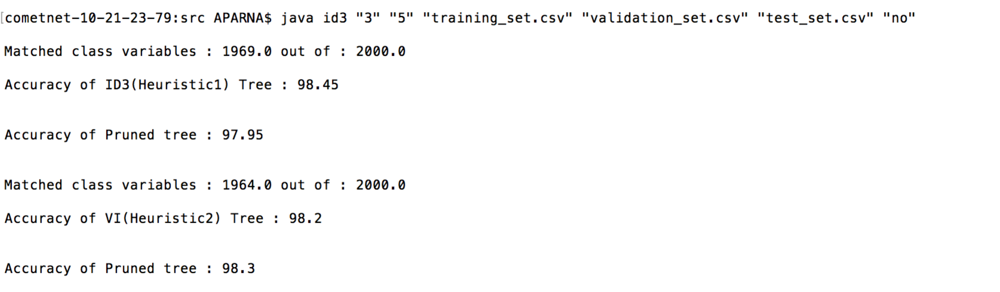 [cometnet-10-21-23-79:src APARNA$ java id3 "3" "5" "training_set.csv" "validation_set.csv" "test_set.csv" "no"
Matched class variables : 1969.0 out of : 2000.0
Accuracy of ID3(Heuristic1) Tree : 98.45
Accuracy of Pruned tree : 97.95
Matched class variables : 1964.0 out of : 2000.0
Accuracy of VI(Heuristic2) Tree : 98.2
Accuracy of Pruned tree : 98.3